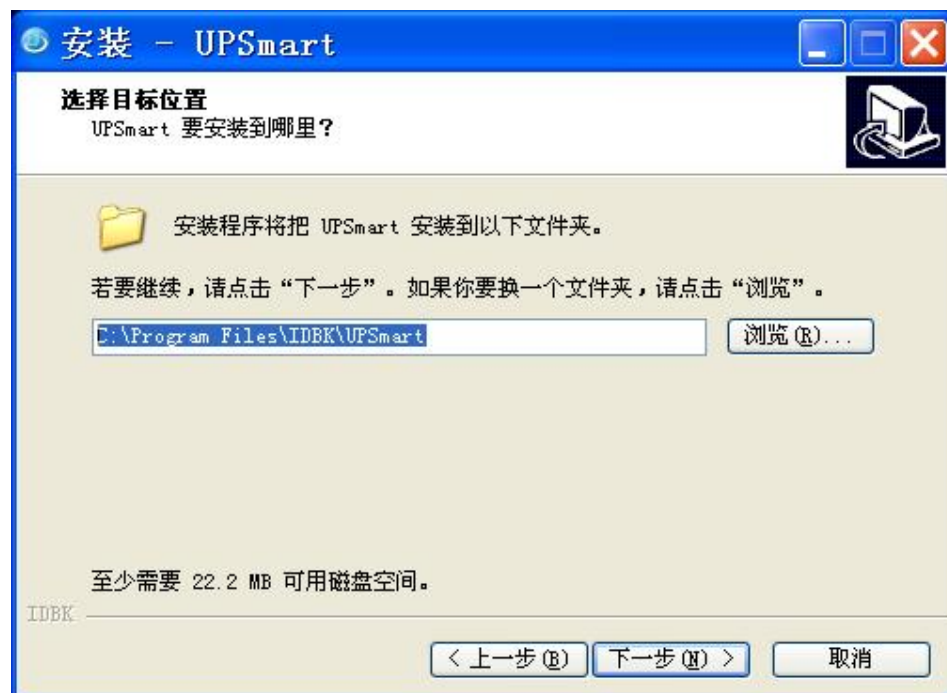 安装 - UPSmart
选择目标位置
UPSmart 要安装到哪里？
安装程序将把 UPSmart 安装到以下文件夹。
若要继续，请点击“下一步”。如果你要换一个文件夹，请点击“浏览”。
C:\Program Files\IDBK\UPSmart
浏览(R)...
至少需要 22.2 MB 可用磁盘空间。
IDBK
< 上一步(B) 下一步(N) > 取消